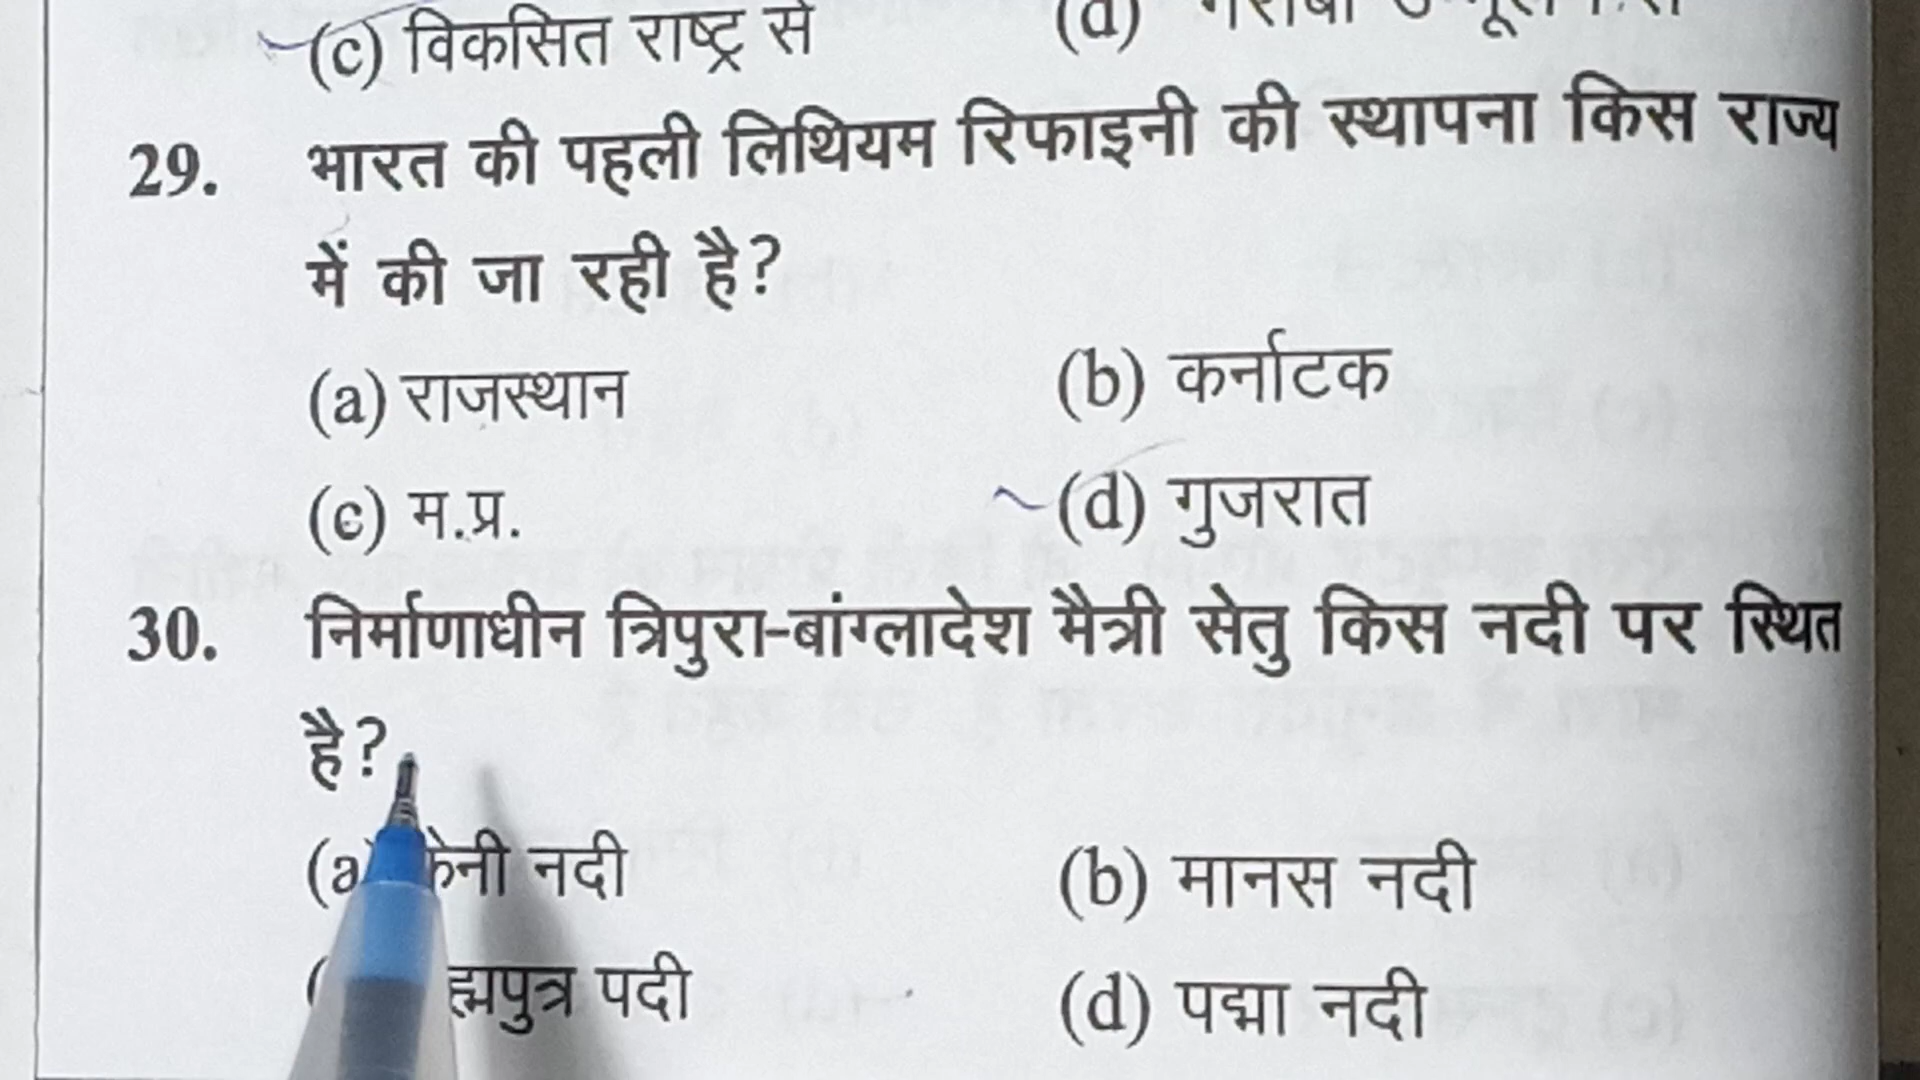 (c) विकसित राष्ट्र से (d)
29. भारत की पहली लिथियम रिफाइनी की स्थापना किस राज्य
में की जा रही है?
(a) राजस्थान (b) कर्नाटक
(c) म.प्र. (d) गुजरात
30. निर्माणाधीन त्रिपुरा-बांग्लादेश मैत्री सेतु किस नदी पर स्थित
है?
(a) नदी (b) मानस नदी
पदी (d) पद्मा नदी